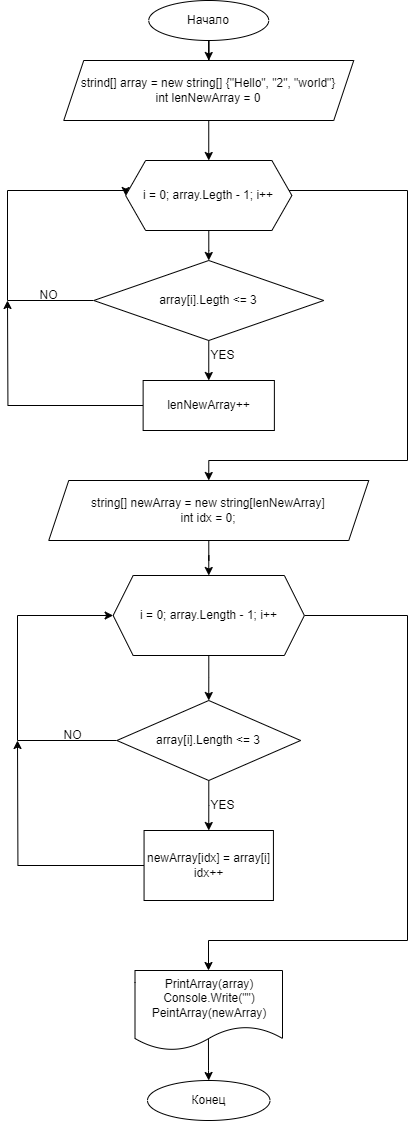 Начало
strind[] array = new string[] {"Hello", "2", "world"}
int lenNewArray = 0
i = 0; array.Legth - 1; i++
array[i].Legth <= 3
NO
YES
lenNewArray++
string[] newArray = new string[lenNewArray]
int idx = 0;
i = 0; array.Length - 1; i++
array[i].Length <= 3
NO
YES
newArray[idx] = array[i]
idx++
PrintArray(array)
Console.Write("")
PeintArray(newArray)
Конец